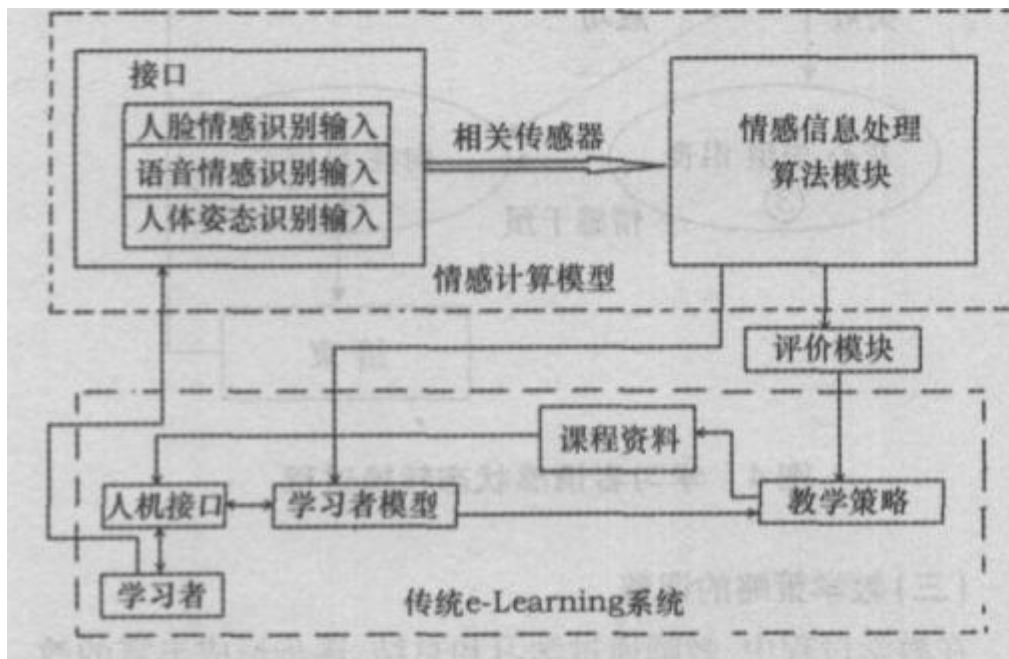 接口
人脸情感识别输入
语音情感识别输入
人体姿态识别输入
相关传感器
情感信息处理
算法模块
情感计算模型
评价模块
课程资料
人机接口
学习者模型
教学策略
学习者
传统e-Learning系统